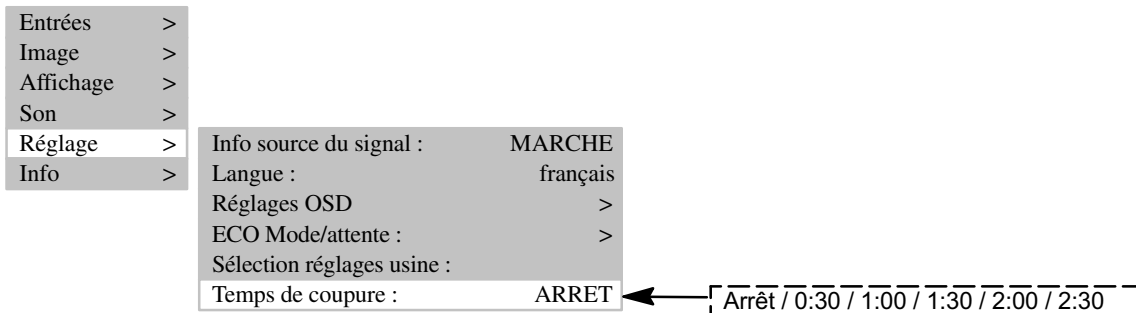 Entrées >
Image >
Affichage >
Son >
Réglage >
Info >
Info source du signal : MARCHE
Langue : français
Réglages OSD >
ECO Mode/attente : >
Sélection réglages usine :
Temps de coupure : ARRET
Arrêt / 0:30 / 1:00 / 1:30 / 2:00 / 2:30